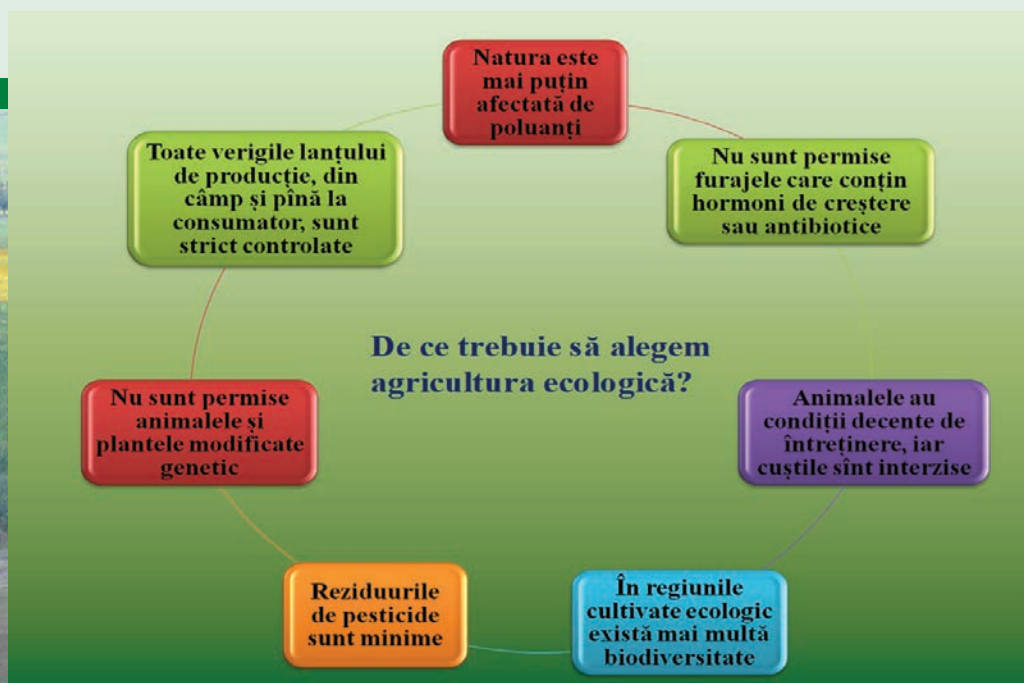 Natura este
mai puțin
afectată de
poluanți
Nu sunt permise
furajele care conțin
hormoni de creștere
sau antibiotice
Animalele au
condiții decente de
întreținere, iar
cuștile sînt interzise
În regiunile
cultivate ecologic
există mai multă
biodiversitate
Reziduurile
de pesticide
sunt minime
Nu sunt permise
animalele și
plantele modificate
genetic
Toate verigile lanțului
de producție, din
câmp și pînă la
consumator, sunt
strict controlate
De ce trebuie să alegem
agricultura ecologică?